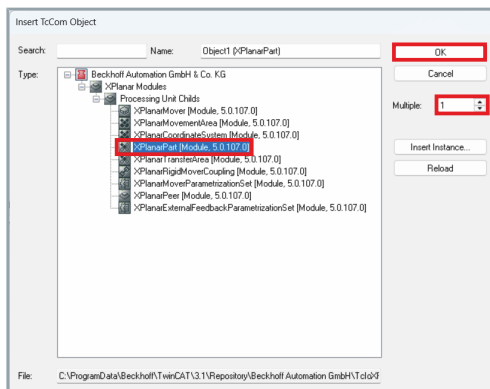 Insert TcCom Object
Search:
Name:
Object1 (XPlanarPart)
OK
Type:
Beckhoff Automation GmbH & Co. KG
Cancel
XPlanar Modules
Processing Unit Childs
Multiple:
1
XPlanarMover [Module, 5.0.107.0]
XPlanarMovementArea [Module, 5.0.107.0]
XPlanarCoordinateSystem [Module, 5.0.107.0]
XPlanarPart [Module, 5.0.107.0]
Insert Instance...
XPlanarTransferArea [Module, 5.0.107.0]
XPlanarRigidMoverCoupling [Module, 5.0.107.0]
Reload
XPlanarMoverParametrizationSet [Module, 5.0.107.0]
XPlanarPeer [Module, 5.0.107.0]
XPlanarExternalFeedbackParametrizationSet [Module, 5.0.107.0]
File:
C:\ProgramData\Beckhoff\TwinCAT\3.1\Repository\Beckhoff Automation GmbH\TcIoXF